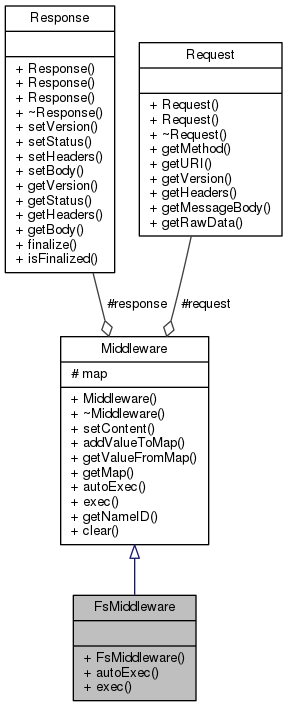 Response
+ Response()
+ Response()
+ Response()
+ ~Response()
+ setVersion()
+ setStatus()
+ setHeaders()
+ setBody()
+ getVersion()
+ getStatus()
+ getHeaders()
+ getBody()
+ finalize()
+ isFinalized()
Request
+ Request()
+ Request()
+ ~Request()
+ getMethod()
+ getURI()
+ getVersion()
+ getHeaders()
+ getMessageBody()
+ getRawData()
#response
#request
Middleware
# map
+ Middleware()
+ ~Middleware()
+ setContent()
+ addValueToMap()
+ getValueFromMap()
+ getMap()
+ autoExec()
+ exec()
+ getNameID()
+ clear()
FsMiddleware
+ FsMiddleware()
+ autoExec()
+ exec()